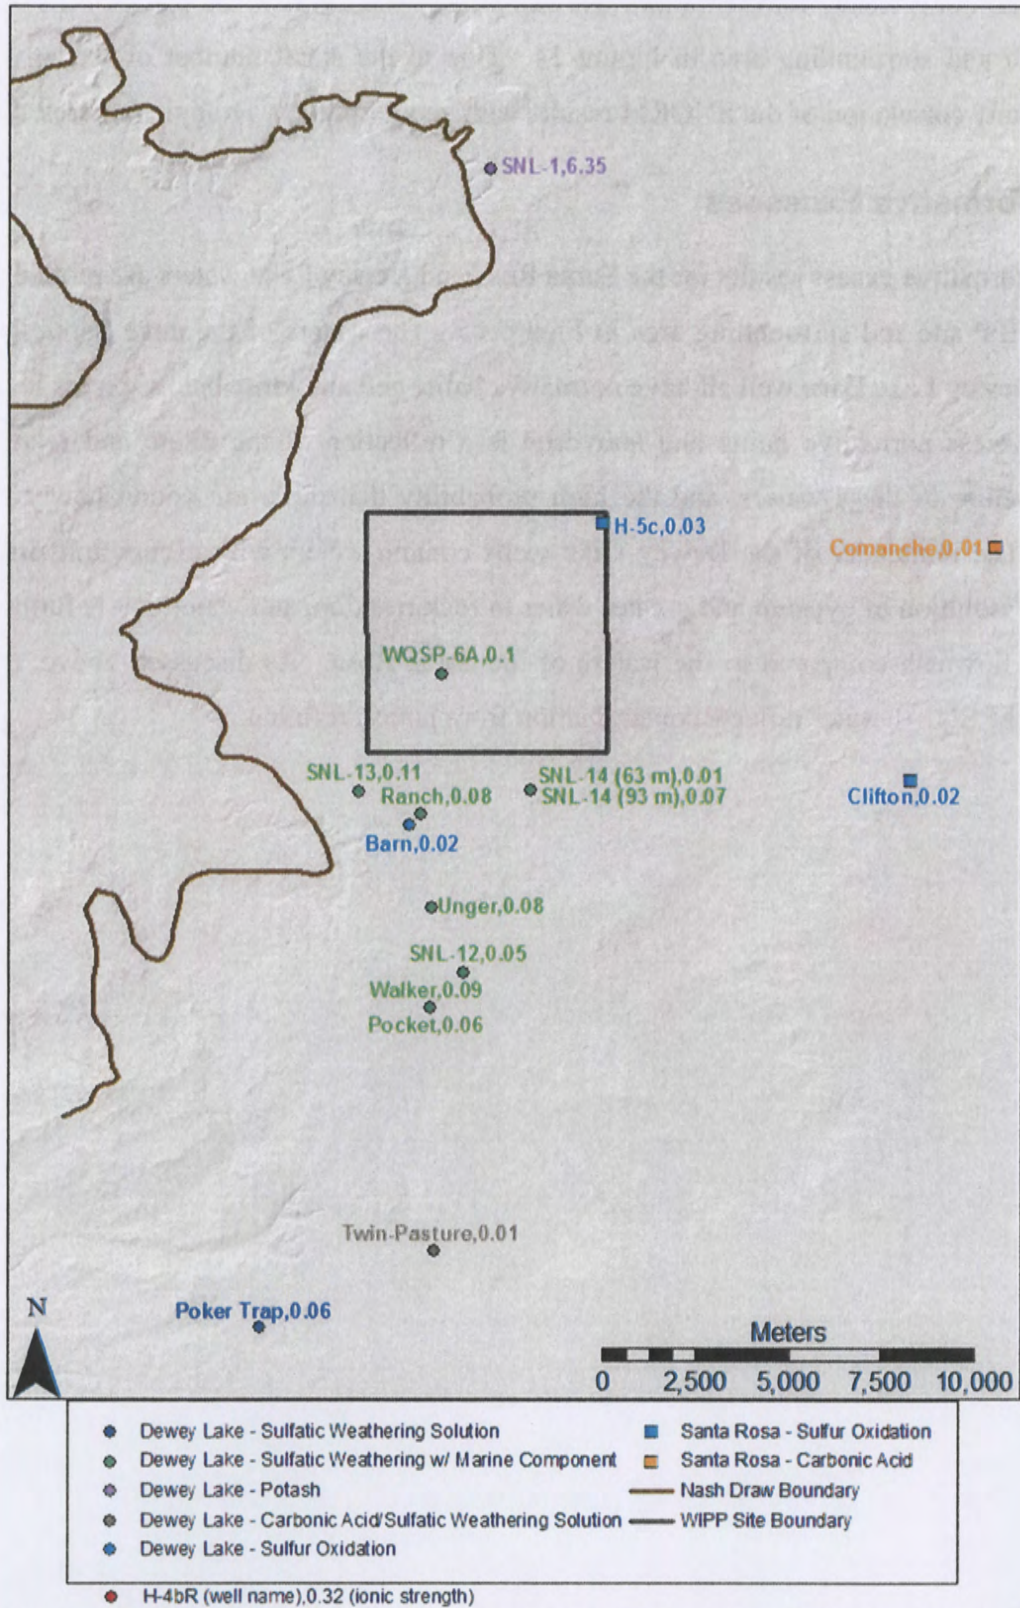 SNL-1,6.35
H-5c,0.03
Comanche,0.01
WQSP-6A,0.1
SNL-13,0.11
SNL-14 (63 m),0.01
SNL-14 (93 m),0.07
Ranch,0.08
Clifton,0.02
Barn,0.02
Unger,0.08
SNL-12,0.05
Walker,0.09
Pocket,0.06
Twin-Pasture,0.01
Poker Trap,0.06
N
Meters
0 2,500 5,000 7,500 10,000
Dewey Lake - Sulfatic Weathering Solution
Dewey Lake - Sulfatic Weathering w/ Marine Component
Dewey Lake - Potash
Dewey Lake - Carbonic Acid/Sulfatic Weathering Solution
Dewey Lake - Sulfur Oxidation
Santa Rosa - Sulfur Oxidation
Santa Rosa - Carbonic Acid
Nash Draw Boundary
WIPP Site Boundary
H-4bR (well name),0.32 (ionic strength)